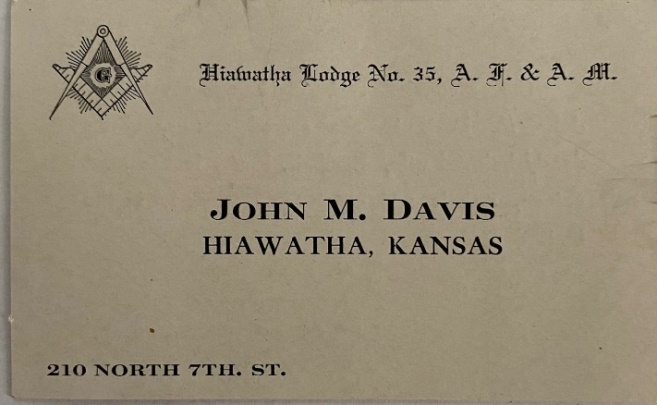 G
Hiawatha Lodge No. 35, A. F. & A. M.
JOHN M. DAVIS
HIAWATHA, KANSAS
210 NORTH 7TH. ST.